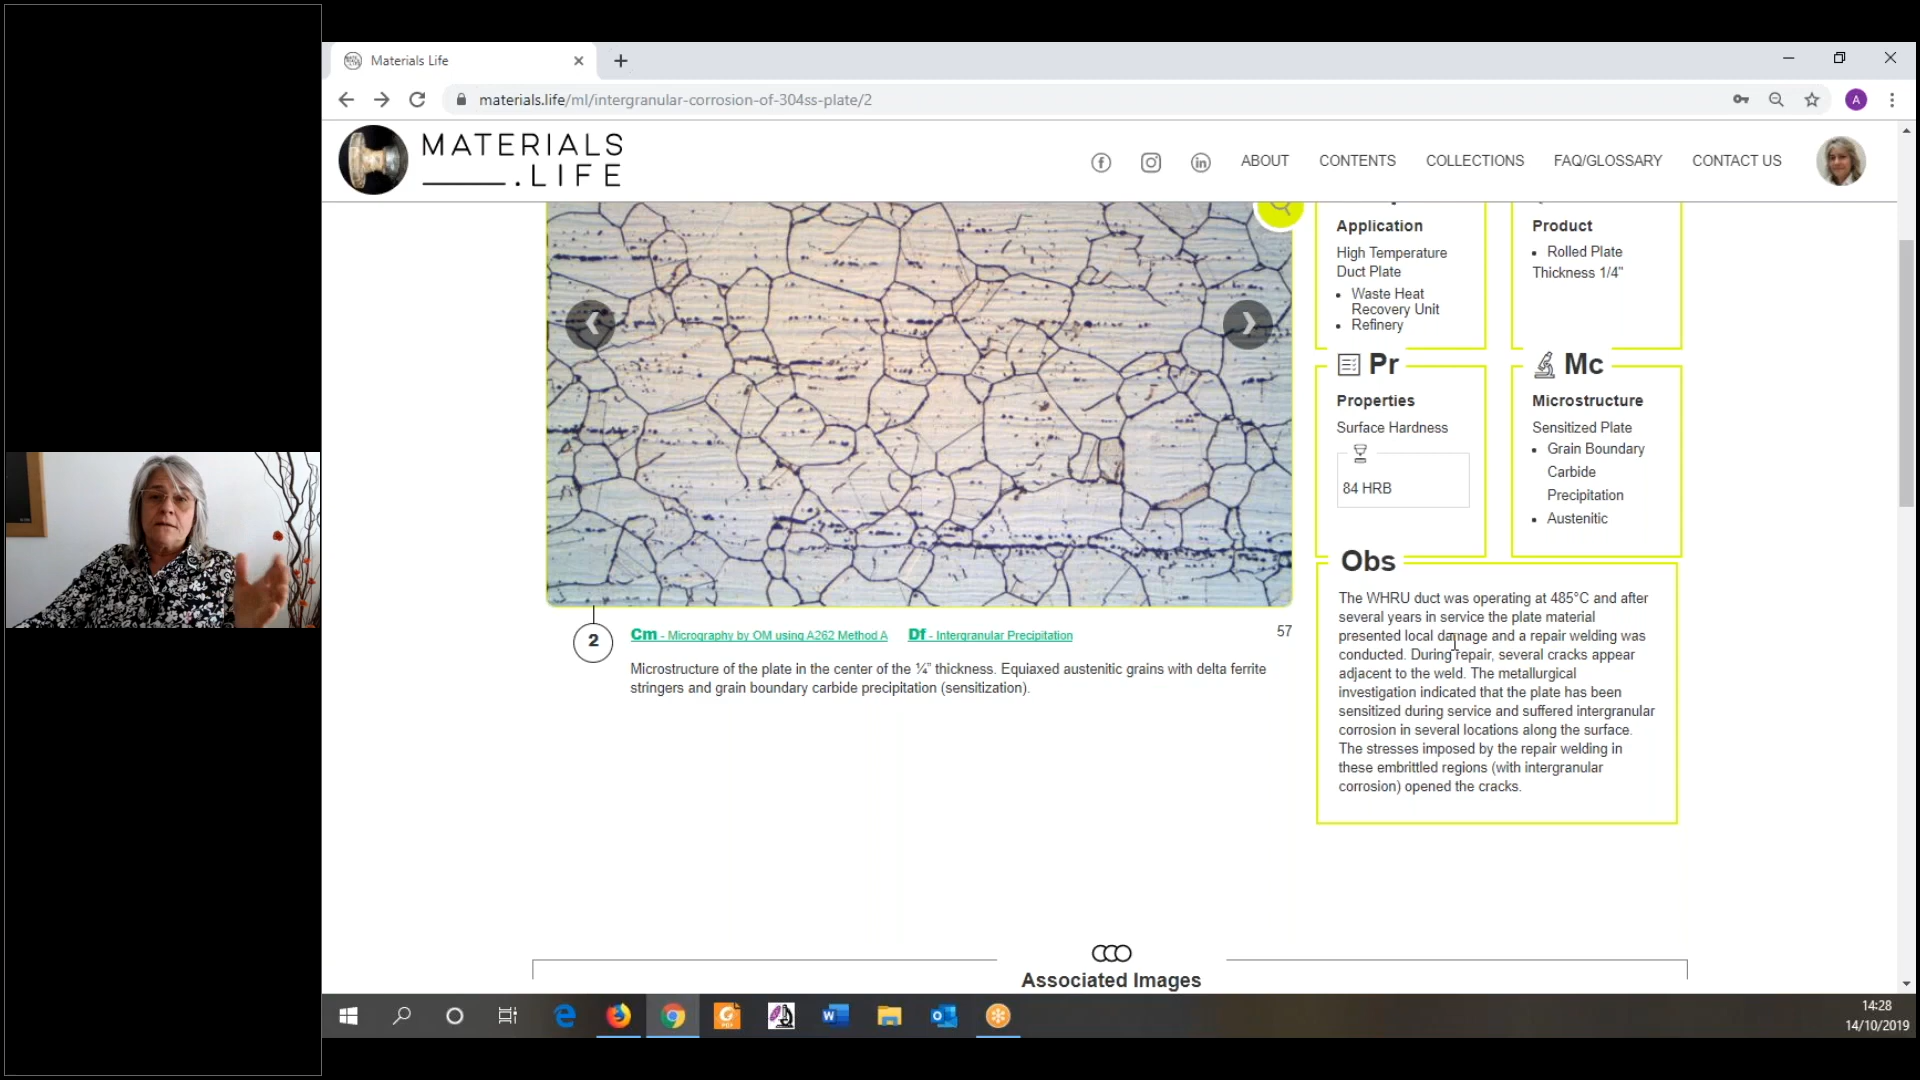 Materials Life
materials.life/ml/intergranular-corrosion-of-304ss-plate/2
A
MATERIALS
.LIFE
ABOUT
CONTENTS
COLLECTIONS
FAQ/GLOSSARY
CONTACT US
Application
High Temperature
Duct Plate
• Waste Heat
Recovery Unit
• Refinery
Product
• Rolled Plate
Thickness 1/4"
Pr
Properties
Surface Hardness
84 HRB
Mc
Microstructure
Sensitized Plate
• Grain Boundary
Carbide
Precipitation
• Austenitic
Obs
The WHRU duct was operating at 485°C and after
several years in service the plate material
presented local damage and a repair welding was
conducted. During repair, several cracks appear
adjacent to the weld. The metallurgical
investigation indicated that the plate has been
sensitized during service and suffered intergranular
corrosion in several locations along the surface.
The stresses imposed by the repair welding in
these embrittled regions (with intergranular
corrosion) opened the cracks.
2
Cm - Micrography by OM using A262 Method A
Df - Intergranular Precipitation
57
Microstructure of the plate in the center of the ¼" thickness. Equiaxed austenitic grains with delta ferrite
stringers and grain boundary carbide precipitation (sensitization).
Associated Images
14:28
14/10/2019